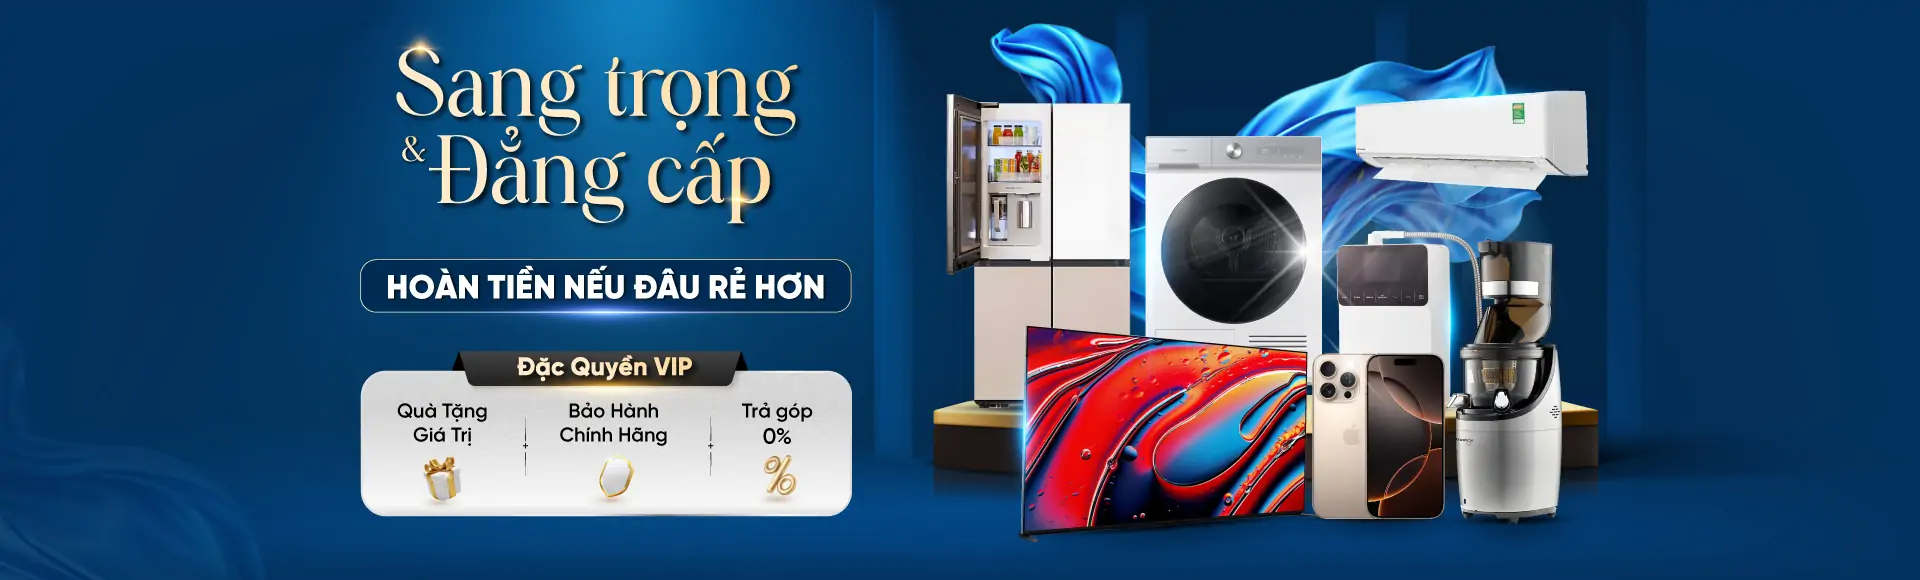 Sang trọng
& Đẳng cấp
HOÀN TIỀN NẾU ĐÂU RẺ HƠN
Đặc Quyền VIP
Quà Tặng
Giá Trị
+
Bảo Hành
Chính Hãng
+
Trả góp
0%